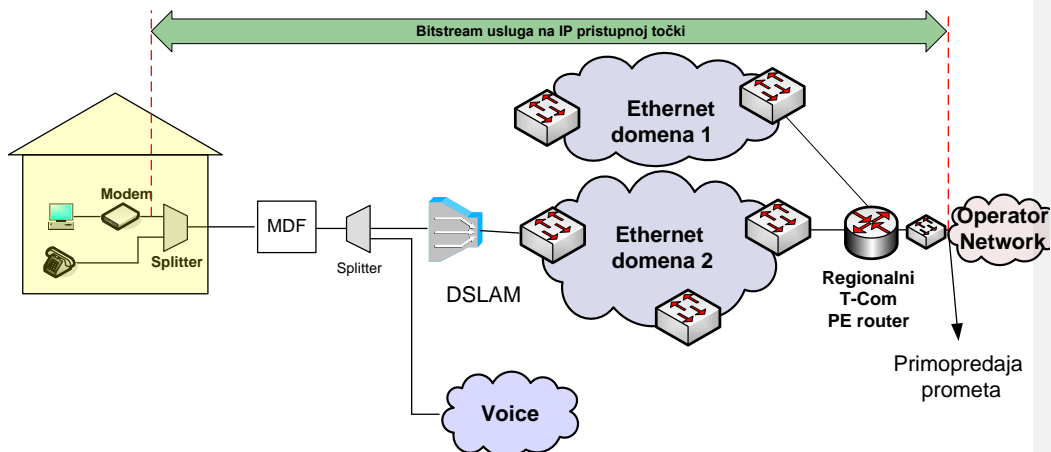 Bitstream usluga na IP pristupnoj točki
Ethernet
domena 1
Modem
Splitter
MDF
Splitter
DSLAM
Ethernet
domena 2
Regionalni
T-Com
PE router
Operator
Network
Primopredaja
prometa
Voice